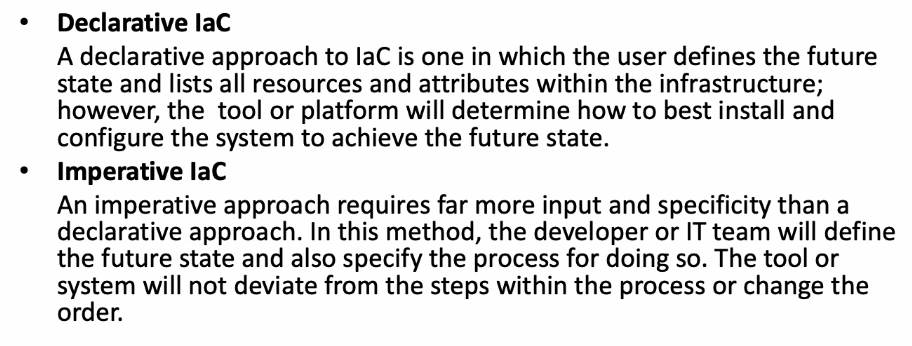 • Declarative IaC
A declarative approach to IaC is one in which the user defines the future
state and lists all resources and attributes within the infrastructure;
however, the  tool or platform will determine how to best install and
configure the system to achieve the future state.
• Imperative IaC
An imperative approach requires far more input and specificity than a
declarative approach. In this method, the developer or IT team will define
the future state and also specify the process for doing so. The tool or
system will not deviate from the steps within the process or change the
order.